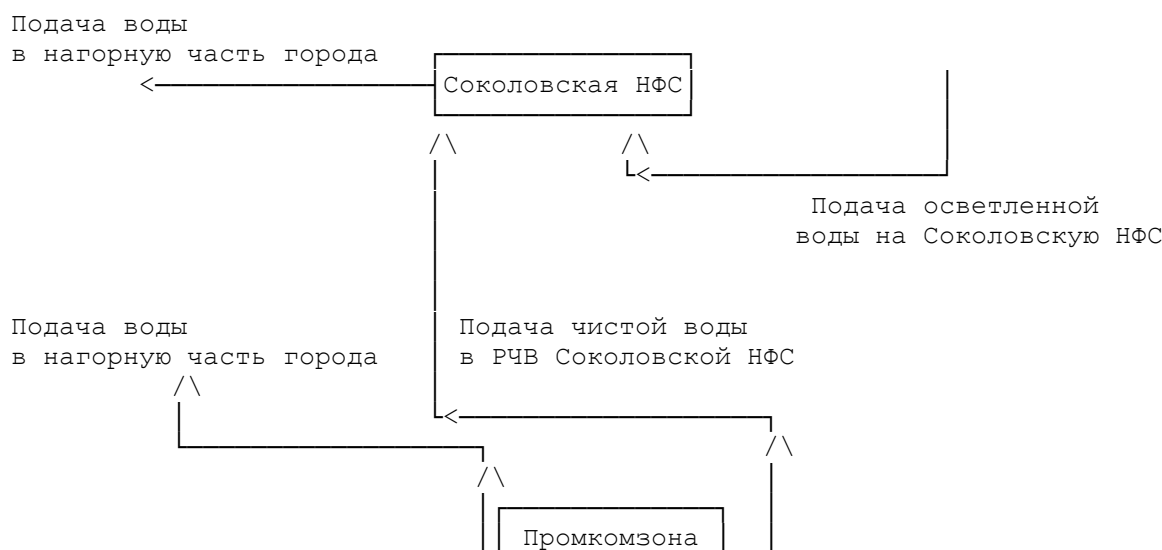 Подача воды
в нагорную часть города
Соколовская НФС
Подача осветленной
воды на Соколовскую НФС
Подача воды
в нагорную часть города
Подача чистой воды
в РЧВ Соколовской НФС
Промкомзона